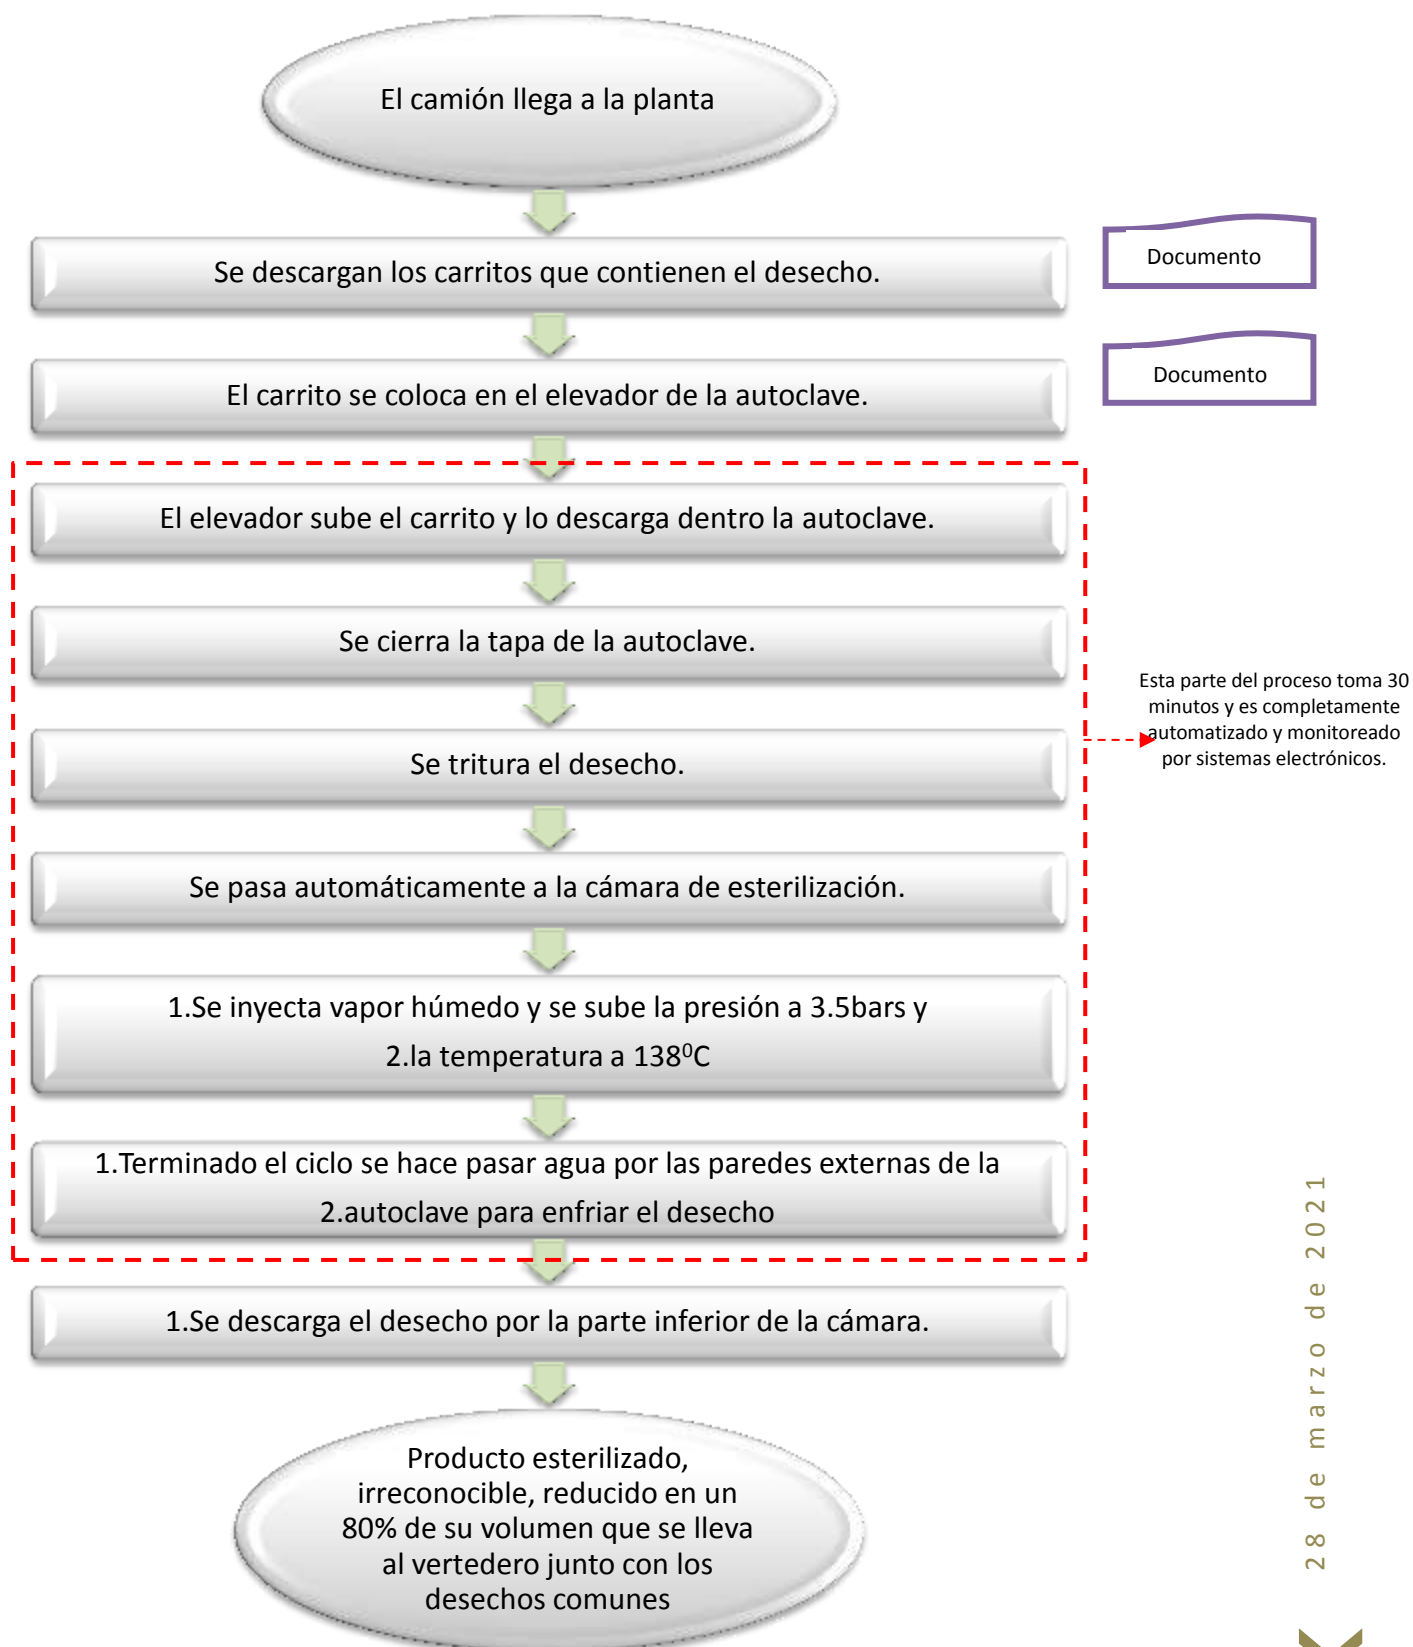 El camión llega a la planta
Se descargan los carritos que contienen el desecho.
Documento
El carrito se coloca en el elevador de la autoclave.
Documento
El elevador sube el carrito y lo descarga dentro la autoclave.
Se cierra la tapa de la autoclave.
Se tritura el desecho.
Esta parte del proceso toma 30
minutos y es completamente
automatizado y monitoreado
por sistemas electrónicos.
Se pasa automáticamente a la cámara de esterilización.
1.Se inyecta vapor húmedo y se sube la presión a 3.5bars y
2.la temperatura a 138⁰C
1.Terminado el ciclo se hace pasar agua por las paredes externas de la
2.autoclave para enfriar el desecho
1.Se descarga el desecho por la parte inferior de la cámara.
Producto esterilizado,
irreconocible, reducido en un
80% de su volumen que se lleva
al vertedero junto con los
desechos comunes
28 de marzo de 2021